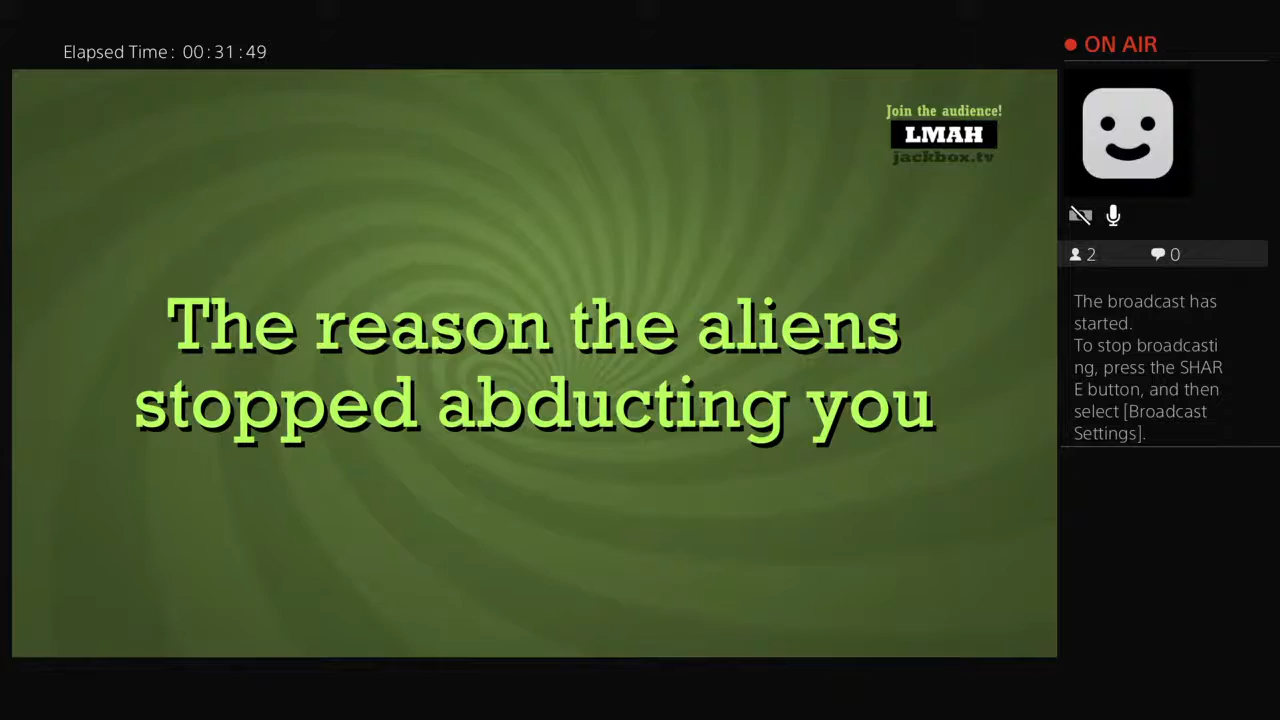 Elapsed Time: 00:31:49
ON AIR
Join the audience!
LMAH
jackbox.tv
2 0
The reason the aliens
stopped abducting you
The broadcast has
started.
To stop broadcasti
ng, press the SHAR
E button, and then
select [Broadcast
Settings].